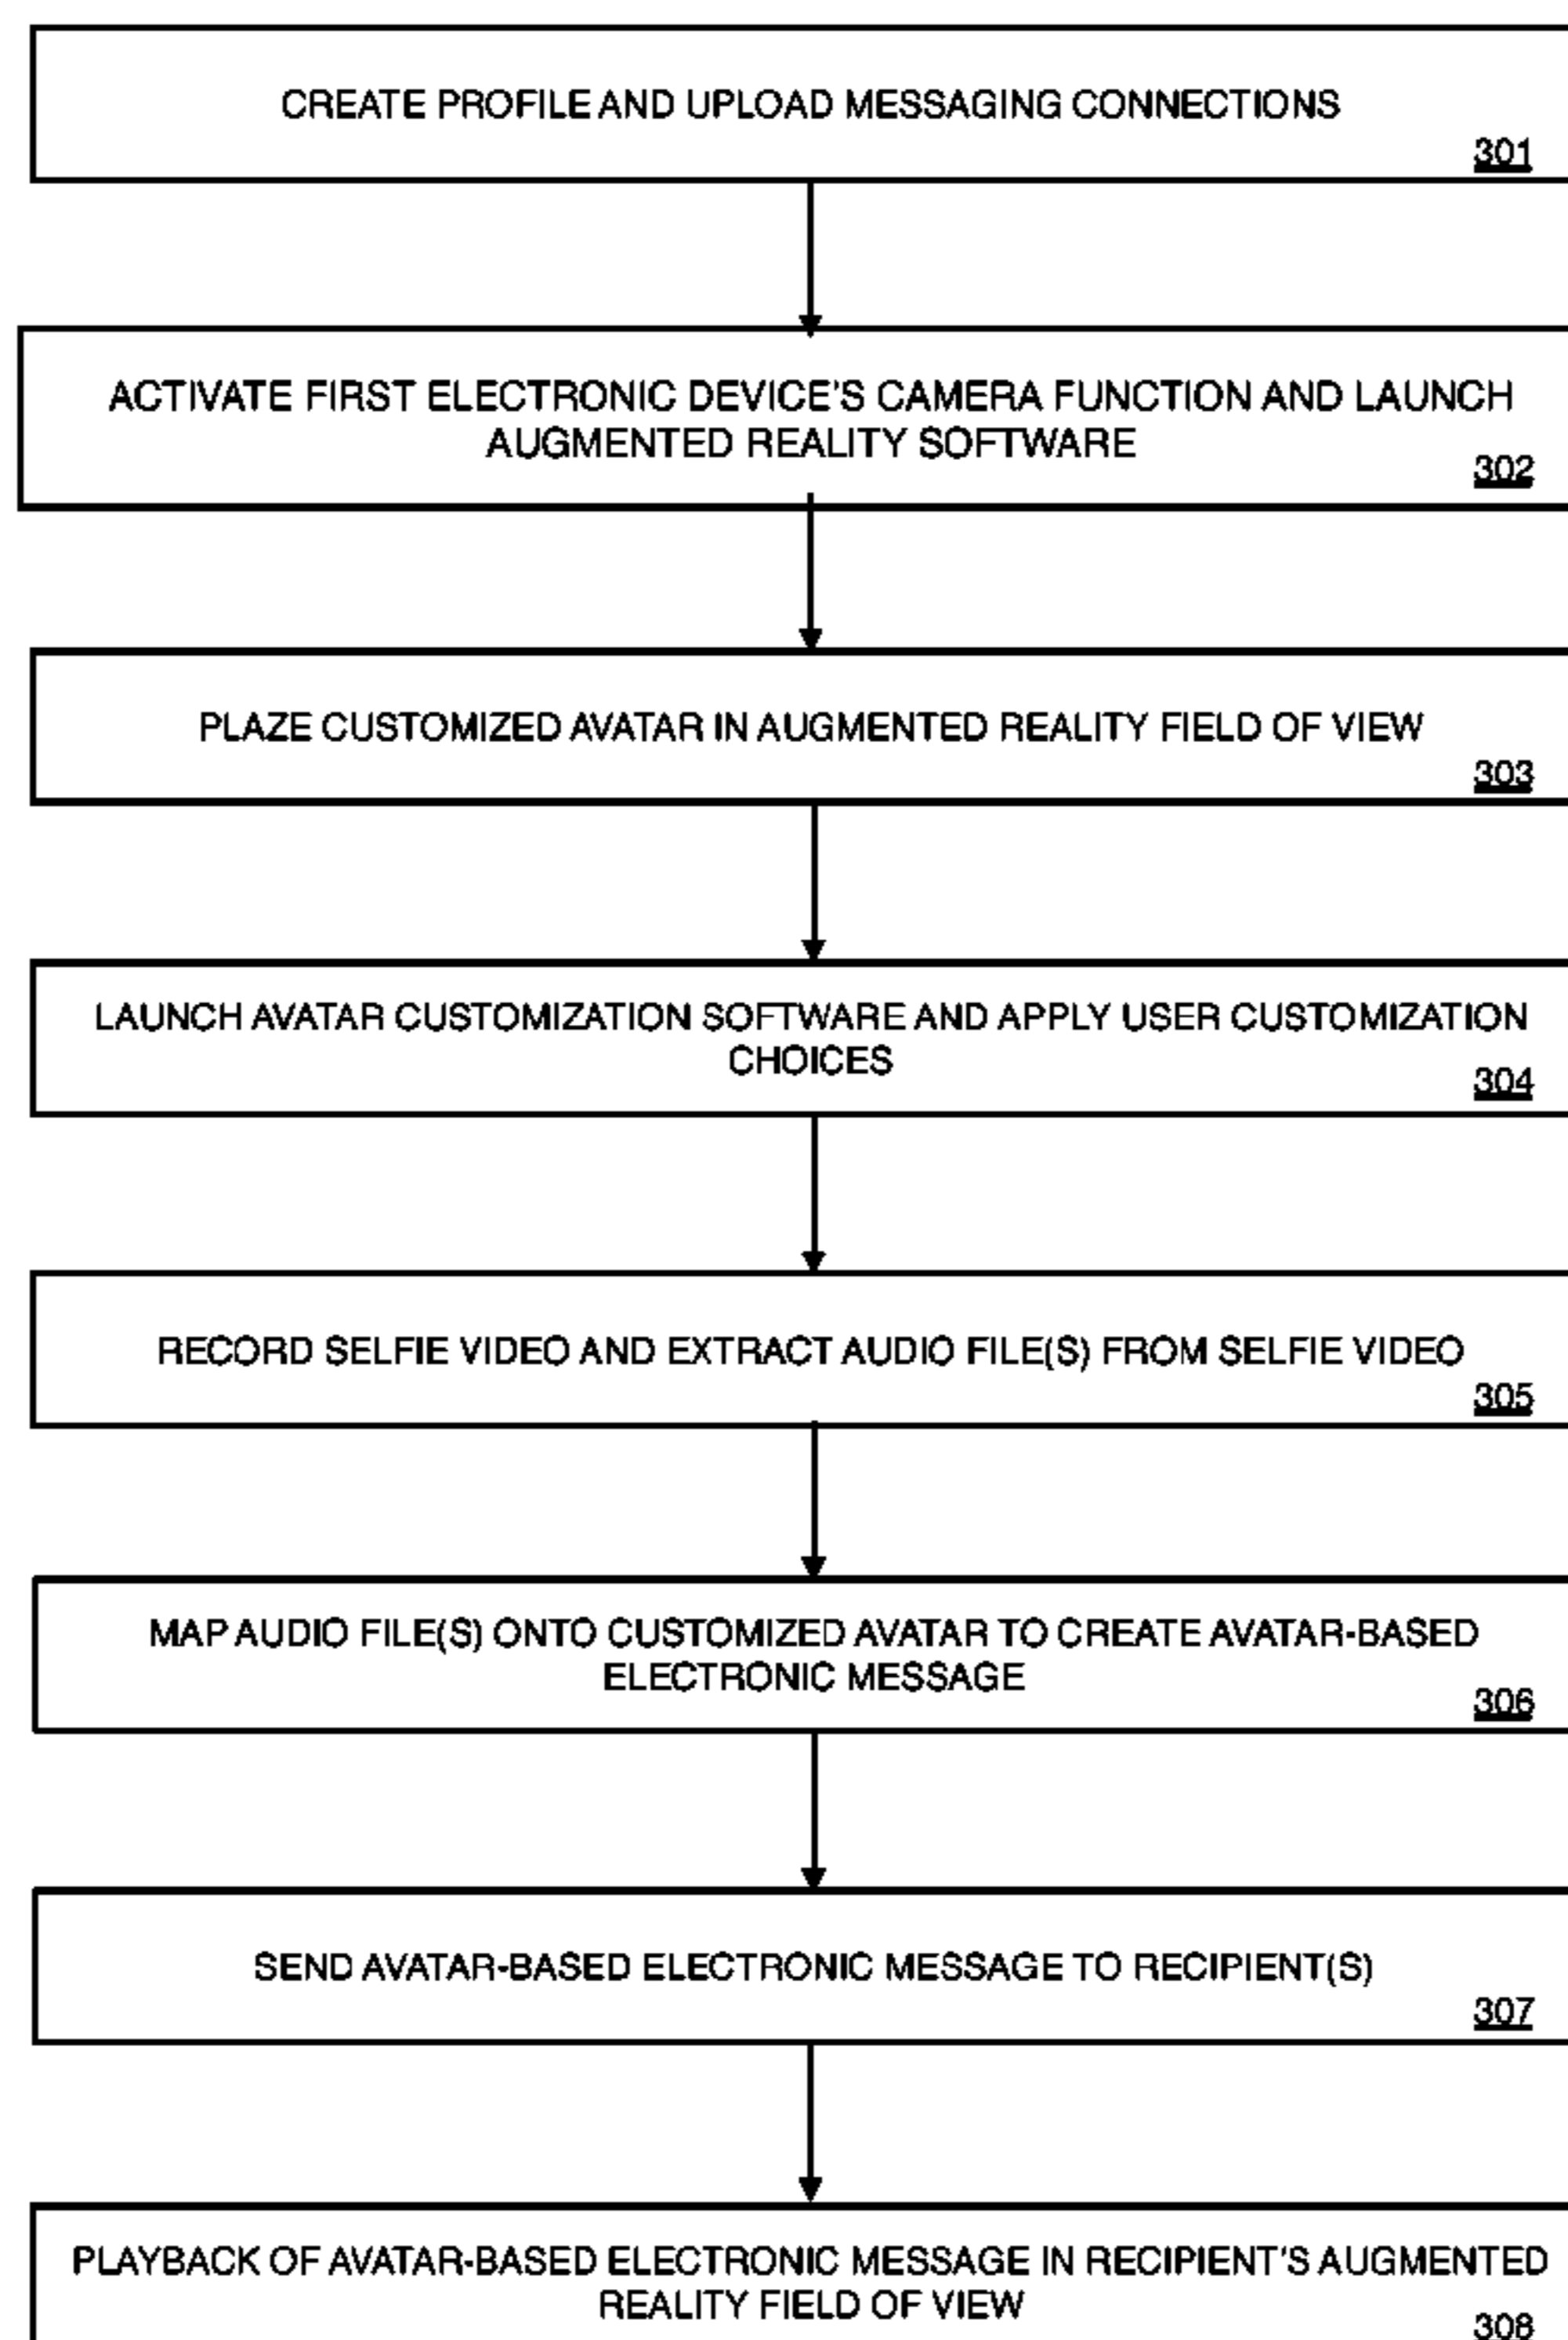 CREATE PROFILE AND UPLOAD MESSAGING CONNECTIONS
301
ACTIVATE FIRST ELECTRONIC DEVICE'S CAMERA FUNCTION AND LAUNCH
AUGMENTED REALITY SOFTWARE
302
PLAZE CUSTOMIZED AVATAR IN AUGMENTED REALITY FIELD OF VIEW
303
LAUNCH AVATAR CUSTOMIZATION SOFTWARE AND APPLY USER CUSTOMIZATION
CHOICES
304
RECORD SELFIE VIDEO AND EXTRACT AUDIO FILE(S) FROM SELFIE VIDEO
305
MAP AUDIO FILE(S) ONTO CUSTOMIZED AVATAR TO CREATE AVATAR-BASED
ELECTRONIC MESSAGE
306
SEND AVATAR-BASED ELECTRONIC MESSAGE TO RECIPIENT(S)
307
PLAYBACK OF AVATAR-BASED ELECTRONIC MESSAGE IN RECIPIENT'S AUGMENTED
REALITY FIELD OF VIEW
308